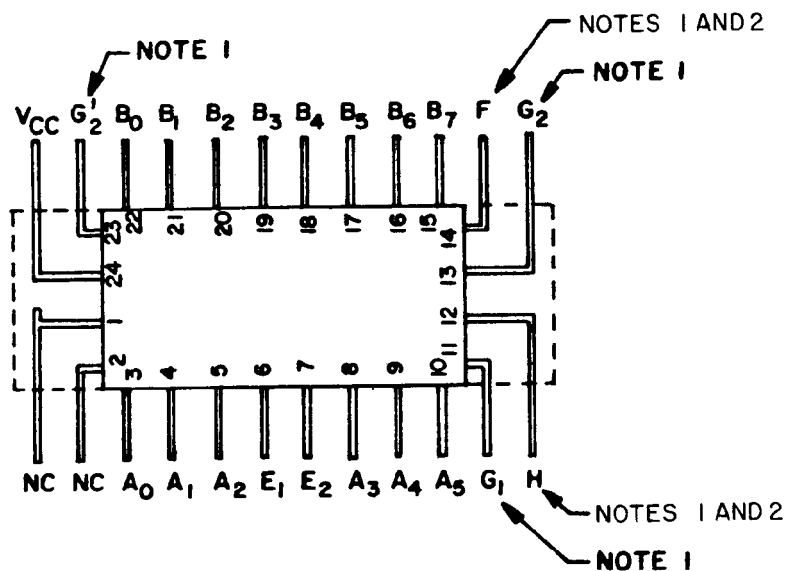 NOTES 1 AND 2
NOTE 1
NOTE 1
VCC G2' B0 B1 B2 B3 B4 B5 B6 B7 F G2
23 22 21 20 19 18 17 16 15 14
24 13
1 12
2 3 4 5 6 7 8 9 10 11
NC NC A0 A1 A2 E1 E2 A3 A4 A5 G1 H
NOTES 1 AND 2
NOTE 1